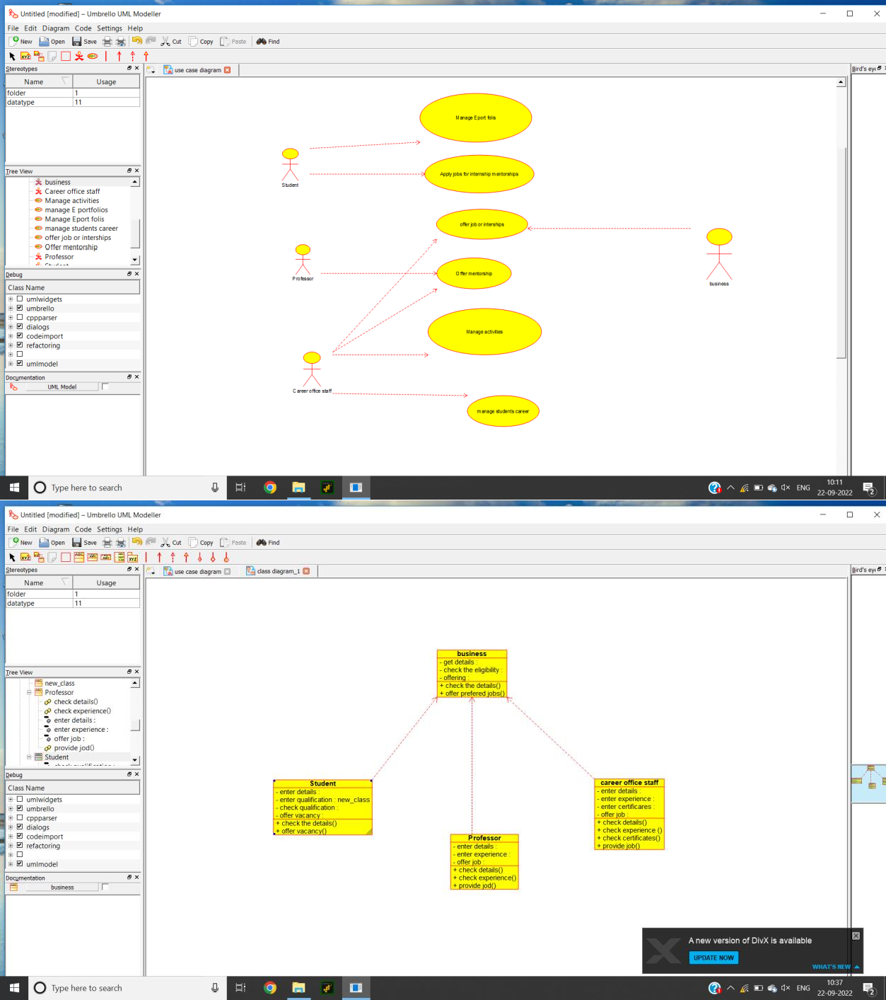 Untitled [modified] – Umbrello UML Modeller
File Edit Diagram Code Settings Help
New Open Save Cut Copy Paste Find
Stereotypes
use case diagram
Bird's eye
Name Usage
folder 1
datatype 11
Tree View
business
Career office staff
Manage activities
manage E portfolios
Manage Eport folis
manage students career
offer job or interships
Offer mentorship
Professor
Debug
Class Name
umlwidgets
umbrello
cppparser
dialogs
codeimport
refactoring
umlmodel
Documentation
UML Model
Manage Eport folis
Student
Apply jobs for internship mentorships
offer job or interships
business
Professor
Offer mentorship
Manage activities
Career office staff
manage students career
Type here to search
ENG
10:11
22-09-2022
2
Untitled [modified] – Umbrello UML Modeller
File Edit Diagram Code Settings Help
New Open Save Cut Copy Paste Find
Stereotypes
use case diagram class diagram_1
Bird's eye
Name Usage
folder 1
datatype 11
Tree View
new_class
Professor
check details()
check experience()
enter details :
enter experience :
offer job :
provide jod()
Student
Debug
Class Name
umlwidgets
umbrello
cppparser
dialogs
codeimport
refactoring
umlmodel
Documentation
business
business
- get details :
- check the eligibility :
- offering :
+ check the details()
+ offer prefered jobs()
Student
- enter details :
- enter qualification : new_class
- check qualification :
- offer vacancy :
+ check the details()
+ offer vacancy()
Professor
- enter details :
- enter experience :
- offer job :
+ check details()
+ check experience()
+ provide jod()
career office staff
- enter details :
- enter experience :
- enter certificares :
- offer job :
+ check details()
+ check experience ()
+ check certificates()
+ provide job()
A new version of DivX is available
UPDATE NOW
WHAT'S NEW
Type here to search
ENG
10:37
22-09-2022
2